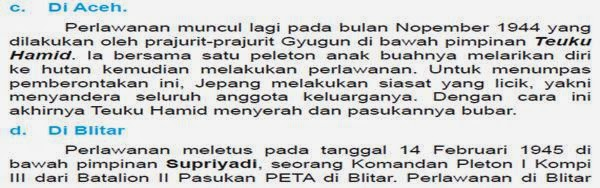 c. Di Aceh.
Perlawanan muncul lagi pada bulan Nopember 1944 yang
dilakukan oleh prajurit-prajurit Gyugun di bawah pimpinan Teuku
Hamid. Ia bersama satu peleton anak buahnya melarikan diri
ke hutan kemudian melakukan perlawanan. Untuk menumpas
pemberontakan ini, Jepang melakukan siasat yang licik, yakni
menyandera seluruh anggota keluarganya. Dengan cara ini
akhirnya Teuku Hamid menyerah dan pasukannya bubar.
d. Di Blitar
Perlawanan meletus pada tanggal 14 Februari 1945 di
bawah pimpinan Supriyadi, seorang Komandan Pleton I Kompi
III dari Batalion II Pasukan PETA di Blitar. Perlawanan di Blitar